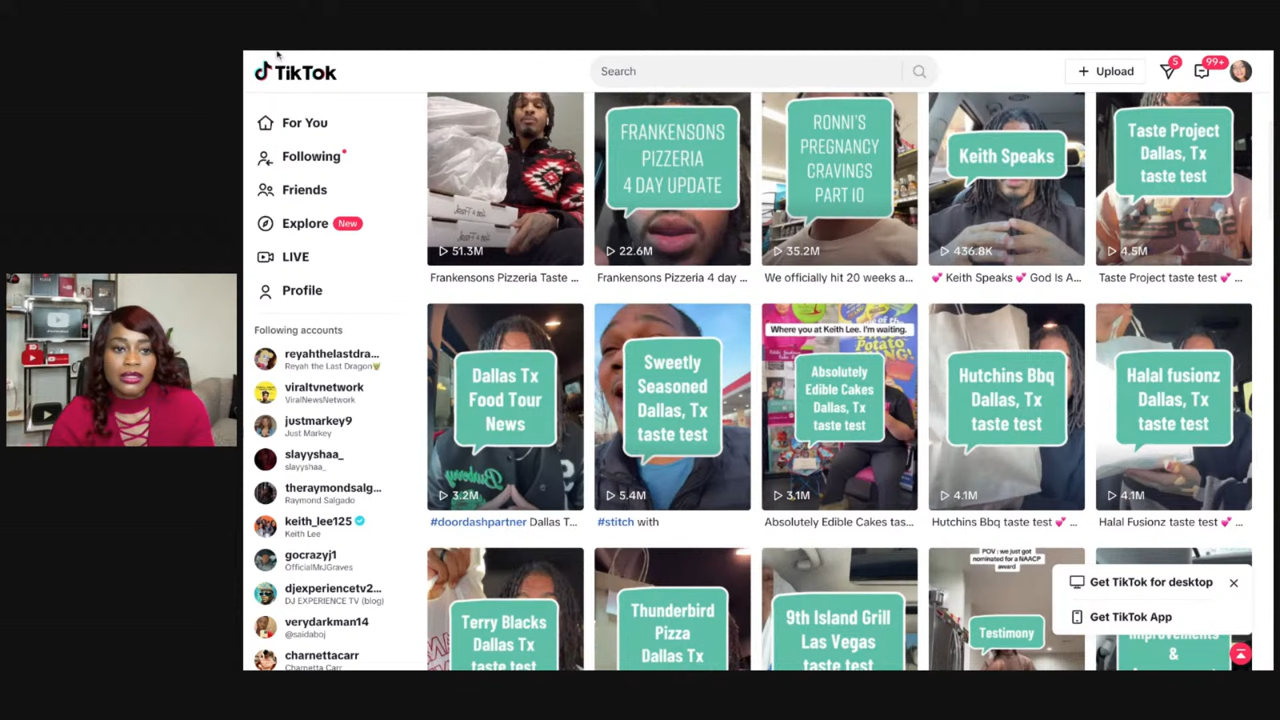 TikTok
Search
Upload
5
99+
For You
Following
Friends
Explore
New
LIVE
Profile
Following accounts
reyahthelastdra...
Reyah the Last Dragon
viraltvnetwork
ViralNewsNetwork
justmarkey9
Just Markey
slayyshaa_
slayyshaa_
theraymondsalg...
Raymond Salgado
keith_lee125
Keith Lee
gocrazyj1
OfficialMrJGraves
djexperiencetv2...
DJ EXPERIENCE TV (blog)
verydarkman14
@saidaboj
charnettacarr
Charnetta Carr
51.3M
Frankensons Pizzeria Taste ...
FRANKENSONS
PIZZERIA
4 DAY UPDATE
22.6M
Frankensons Pizzeria 4 day ...
RONNI'S
PREGNANCY
CRAVINGS
PART 10
35.2M
We officially hit 20 weeks a...
Keith Speaks
436.8K
💕 Keith Speaks 💕 God Is A...
Taste Project
Dallas, Tx
taste test
4.5M
Taste Project taste test 💕 ...
Dallas Tx
Food Tour
News
3.2M
#doordashpartner Dallas T...
Sweetly
Seasoned
Dallas, Tx
taste test
5.4M
#stitch with
Where you at Keith Lee. I'm waiting.
Absolutely
Edible Cakes
Dallas, Tx
taste test
3.1M
Absolutely Edible Cakes tas...
Hutchins Bbq
Dallas, Tx
taste test
4.1M
Hutchins Bbq taste test 💕 ...
Halal fusionz
Dallas, Tx
taste test
4.1M
Halal Fusionz taste test 💕 ...
Terry Blacks
Dallas Tx
taste test
Thunderbird
Pizza
Dallas Tx
9th Island Grill
Las Vegas
taste test
POV : we just got
nominated for a NAACP
award
Testimony
Improvements
&
Get TikTok for desktop
Get TikTok App